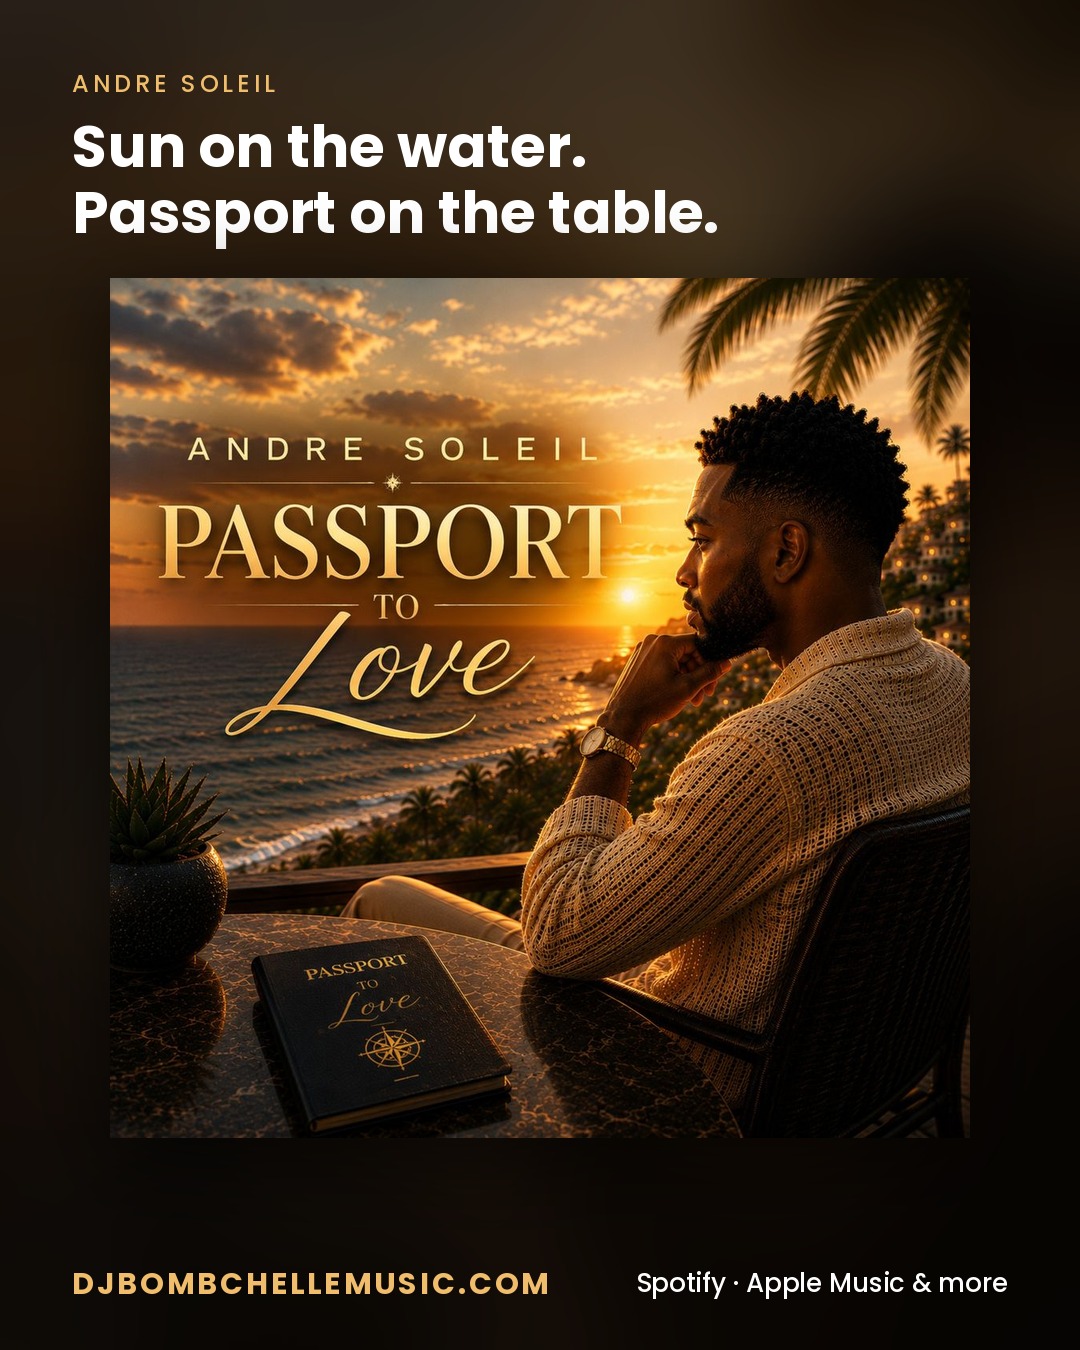 ANDRE SOLEIL
Sun on the water.
Passport on the table.
ANDRE SOLEIL
PASSPORT
TO
Love
PASSPORT
TO
Love
DJBOMBCHELLEMUSIC.COM
Spotify · Apple Music & more